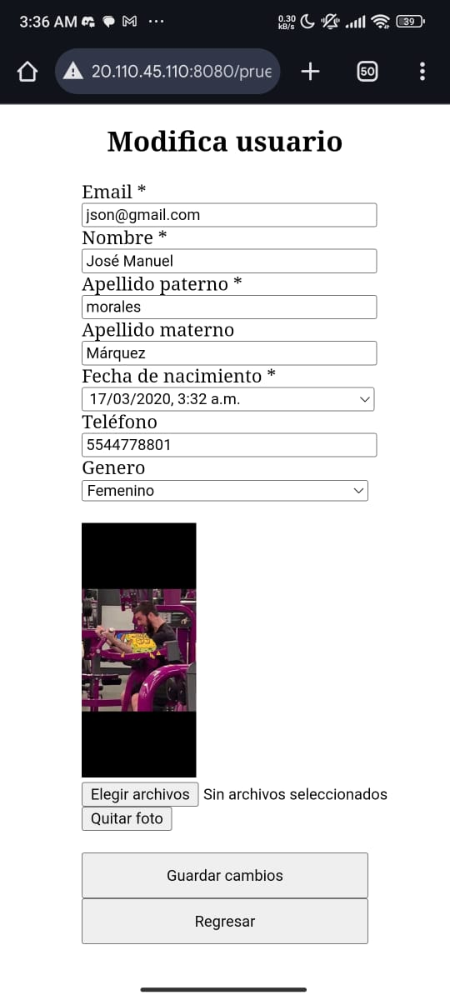 3:36 AM
0.30
kB/s
39
20.110.45.110:8080/prue
50
Modifica usuario
Email *
json@gmail.com
Nombre *
José Manuel
Apellido paterno *
morales
Apellido materno
Márquez
Fecha de nacimiento *
17/03/2020, 3:32 a.m.
Teléfono
5544778801
Genero
Femenino
Elegir archivos Sin archivos seleccionados
Quitar foto
Guardar cambios
Regresar